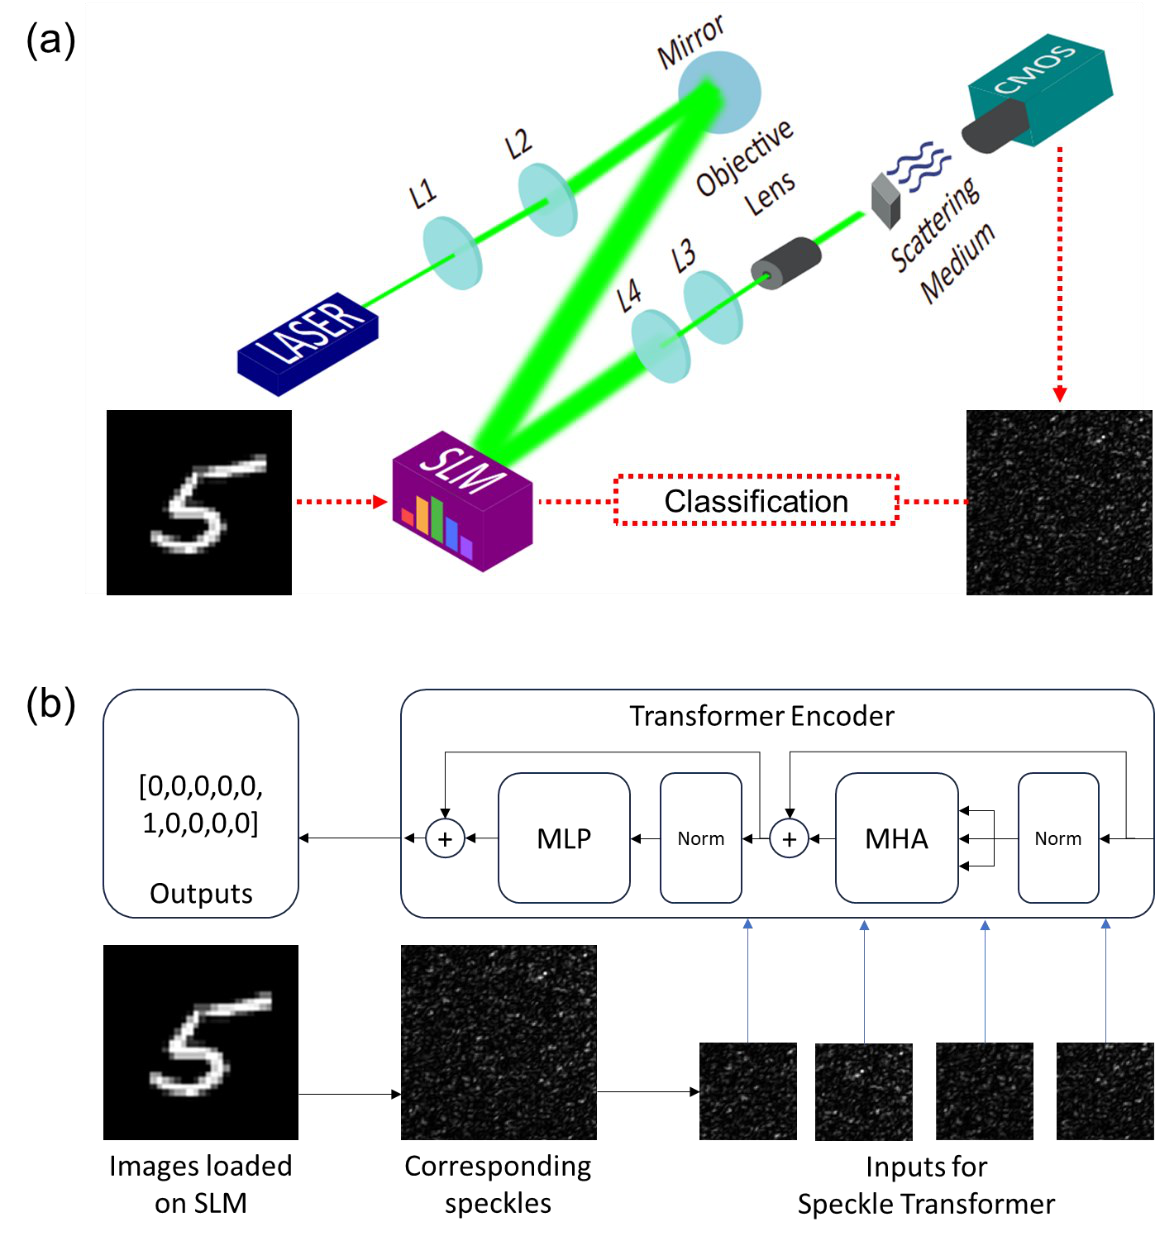 (a)
Mirror
CMOS
L2
Objective
Lens
L1
Scattering
Medium
L3
L4
LASER
SLM
Classification
(b)
Transformer Encoder
[0,0,0,0,0,
1,0,0,0,0]
Outputs
+
MLP
Norm
+
MHA
Norm
5
5
Images loaded
on SLM
Corresponding
speckles
Inputs for
Speckle Transformer